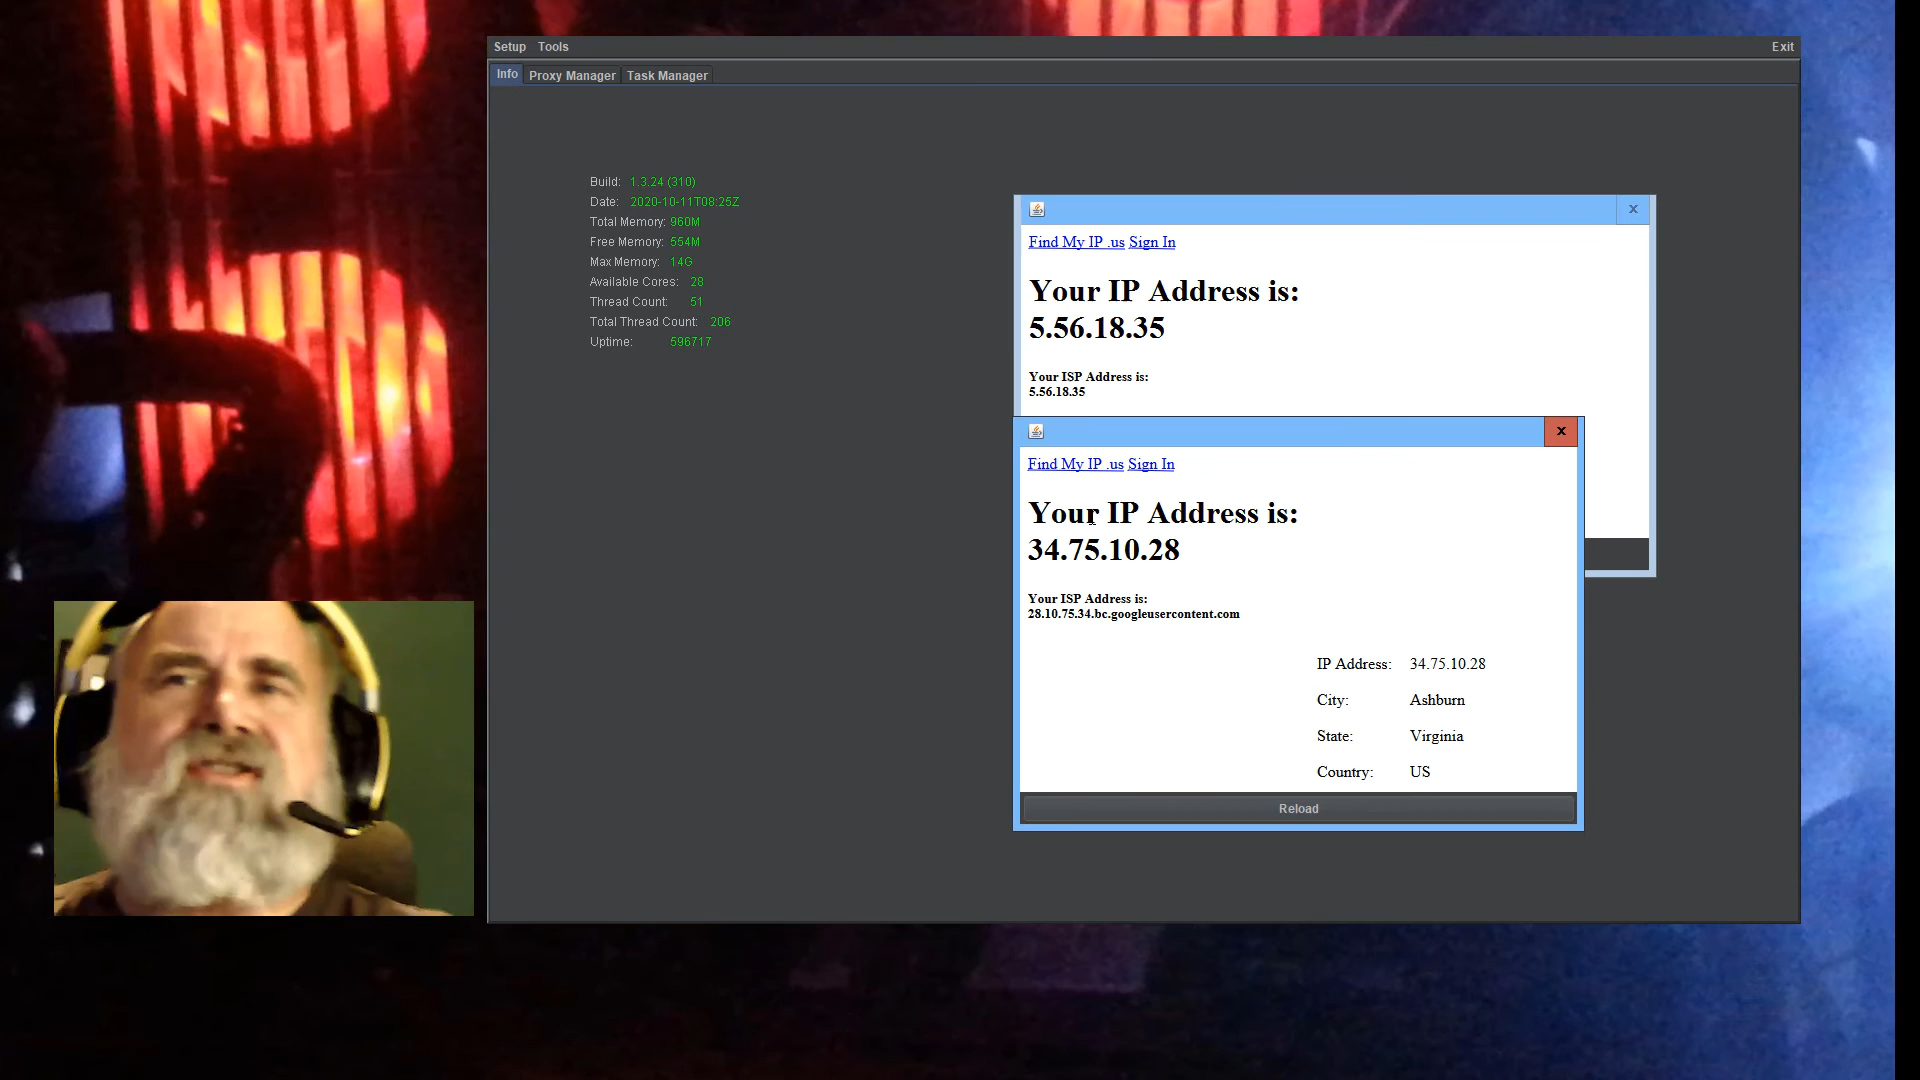 Setup Tools Exit
Info Proxy Manager Task Manager
Build: 1.3.24 (310)
Date: 2020-10-11T08:25Z
Total Memory: 960M
Free Memory: 554M
Max Memory: 14G
Available Cores: 28
Thread Count: 51
Total Thread Count: 206
Uptime: 596717
x
Find My IP .us Sign In
Your IP Address is:
5.56.18.35
Your ISP Address is:
5.56.18.35
x
Find My IP .us Sign In
Your IP Address is:
34.75.10.28
Your ISP Address is:
28.10.75.34.bc.googleusercontent.com
IP Address: 34.75.10.28
City: Ashburn
State: Virginia
Country: US
Reload